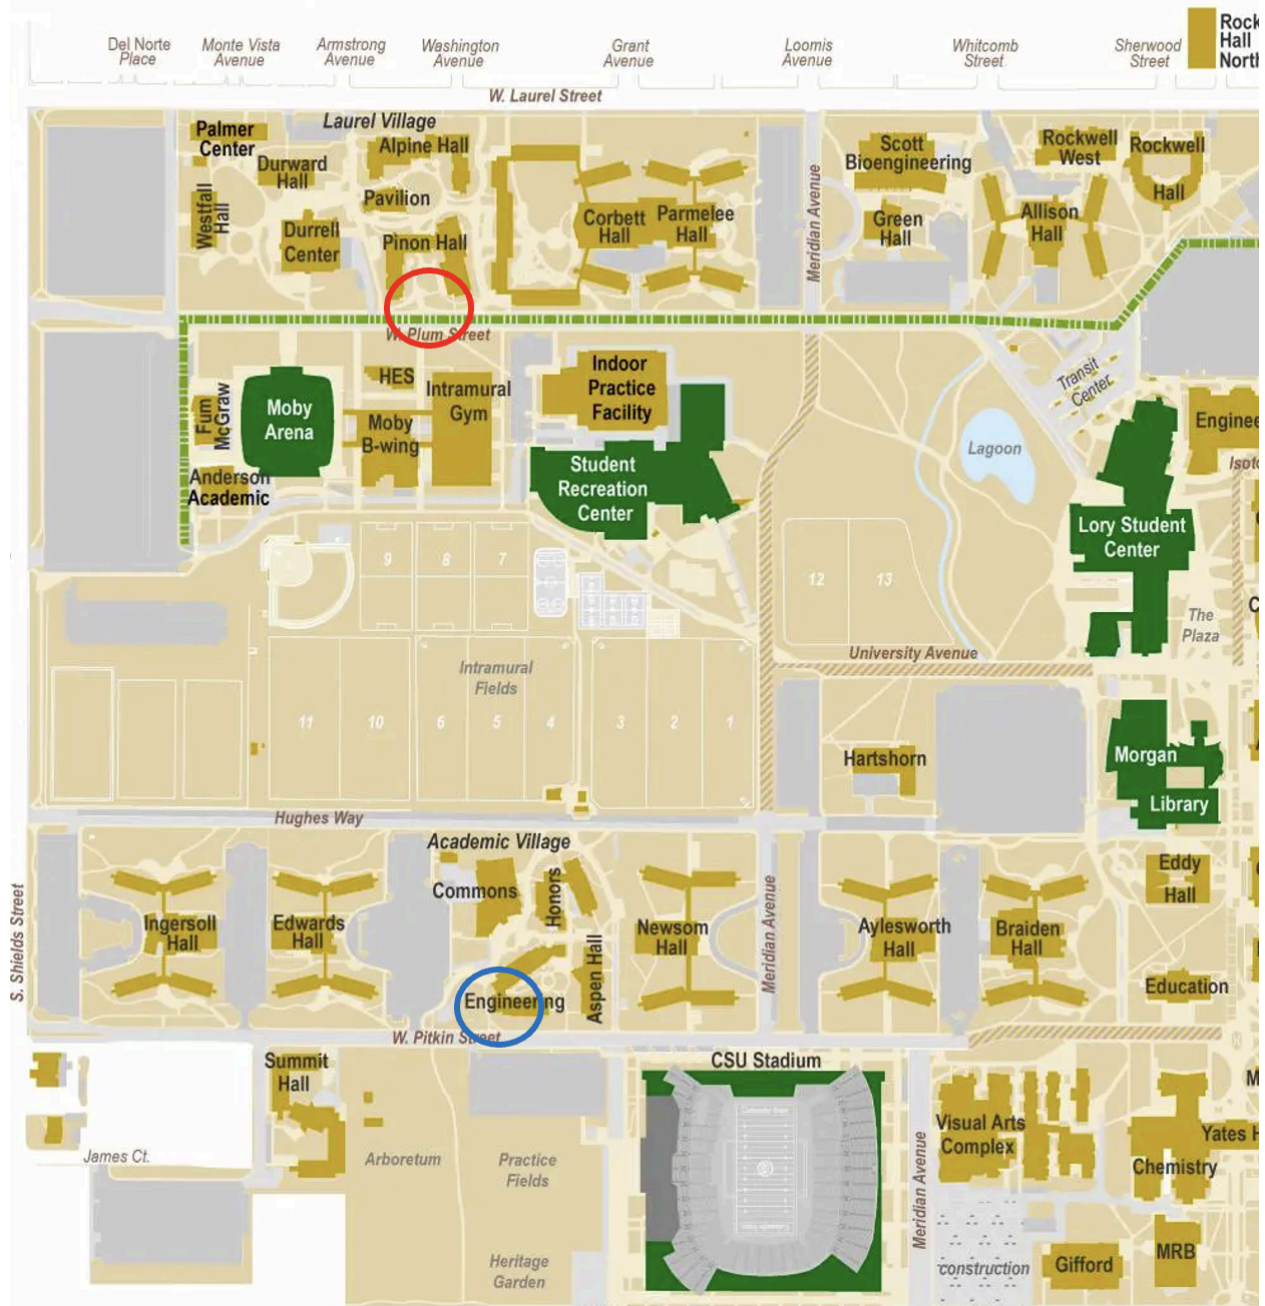 Rock
Hall
North
Del Norte
Place
Monte Vista
Avenue
Armstrong
Avenue
Washington
Avenue
Grant
Avenue
Loomis
Avenue
Whitcomb
Street
Sherwood
Street
W. Laurel Street
Laurel Village
Palmer
Center
Durward
Hall
Alpine Hall
Pavilion
Westfall
Hall
Durrell
Center
Pinon Hall
Corbett
Hall
Parmelee
Hall
Meridian Avenue
Scott
Bioengineering
Green
Hall
Rockwell
West
Rockwell
Hall
Allison
Hall
W. Plum Street
HES
Intramural
Gym
Moby
B-wing
Moby
Arena
Fum
McGraw
Anderson
Academic
Indoor
Practice
Facility
Student
Recreation
Center
Transit
Center
Lagoon
Enginee
Isoto
Lory Student
Center
The
Plaza
9
8
7
12
13
University Avenue
Intramural
Fields
11
10
6
5
4
3
2
1
Hartshorn
Morgan
Library
Hughes Way
Academic Village
Commons
Honors
Engineering
Aspen Hall
Ingersoll
Hall
Edwards
Hall
Newsom
Hall
Meridian Avenue
Aylesworth
Hall
Braiden
Hall
Eddy
Hall
Education
S. Shields Street
W. Pitkin Street
Summit
Hall
James Ct.
Arboretum
Practice
Fields
Heritage
Garden
CSU Stadium
Meridian Avenue
Visual Arts
Complex
Chemistry
Yates H
M
construction
Gifford
MRB